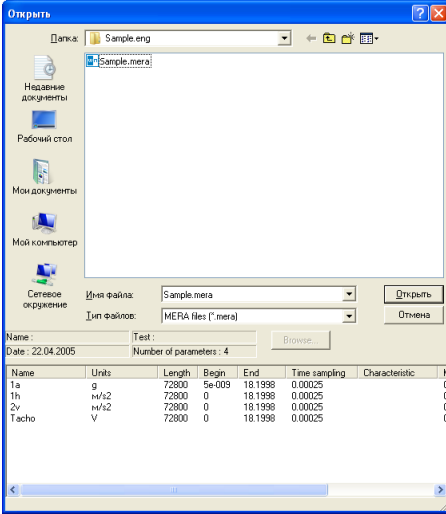 Открыть
Папка: Sample.eng
Sample.mera
Недавние документы
Рабочий стол
Мои документы
Мой компьютер
Сетевое окружение
Имя файла: Sample.mera Открыть
Тип файлов: MERA files (*.mera) Отмена
Name : Test : Browse...
Date : 22.04.2005 Number of parameters : 4
Name Units Length Begin End Time sampling Characteristic
1a g 72800 5e-009 18.1998 0.00025
1h м/s2 72800 0 18.1998 0.00025
2v м/s2 72800 0 18.1998 0.00025
Tacho V 72800 0 18.1998 0.00025